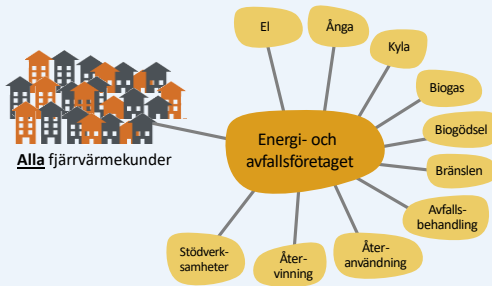 El
Ånga
Kyla
Biogas
Biogödsel
Bränslen
Avfalls-
behandling
Åter-
användning
Åter-
vinning
Stödverk-
samheter
Energi- och
avfallsföretaget
Alla fjärrvärmekunder